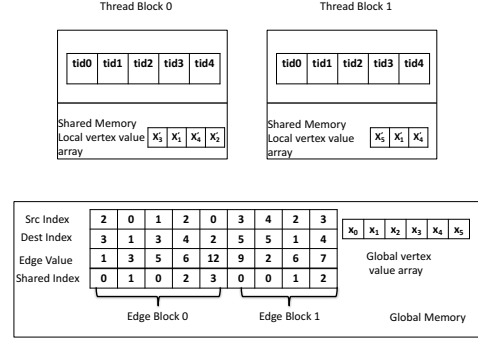 Thread Block 0
Thread Block 1
tid0 tid1 tid2 tid3 tid4
tid0 tid1 tid2 tid3 tid4
Shared Memory
Local vertex value
array
X'3 X'1 X'4 X'2
Shared Memory
Local vertex value
array
X'5 X'1 X'4
Src Index 2 0 1 2 0 3 4 2 3
Dest Index 3 1 3 4 2 5 5 1 4
Edge Value 1 3 5 6 12 9 2 6 7
Shared Index 0 1 0 2 3 0 0 1 2
x0 x1 x2 x3 x4 x5
Global vertex
value array
Edge Block 0
Edge Block 1
Global Memory